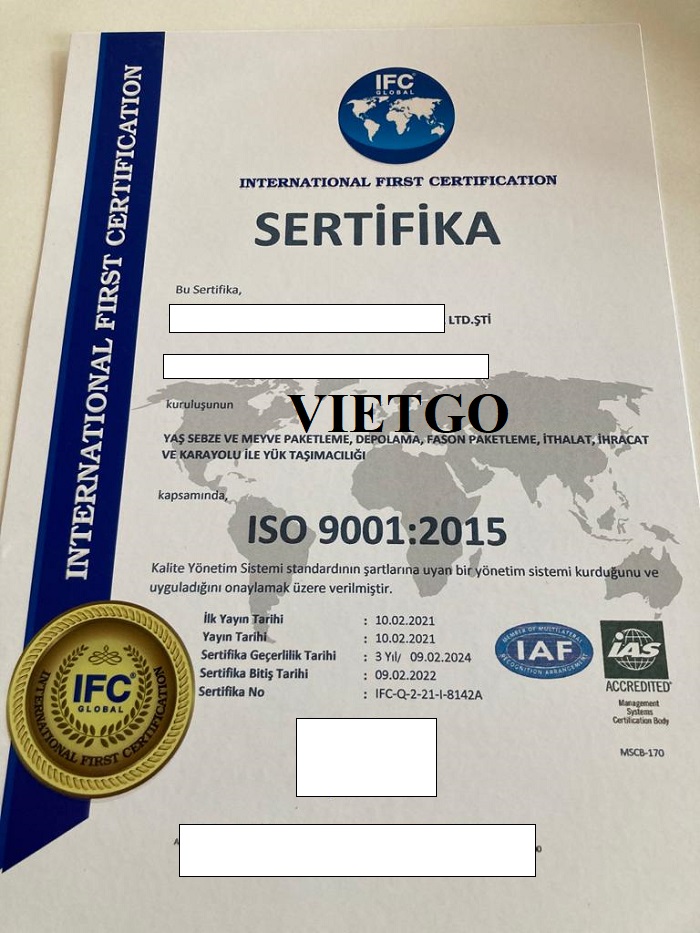 INTERNATIONAL FIRST CERTIFICATION
IFC
GLOBAL
INTERNATIONAL FIRST CERTIFICATION
SERTİFİKA
Bu Sertifika,
LTD.ŞTİ
kuruluşunun
VIETGO
YAŞ SEBZE VE MEYVE PAKETLEME, DEPOLAMA, FASON PAKETLEME, İTHALAT, İHRACAT
VE KARAYOLU İLE YÜK TAŞIMACILIĞI
kapsamında,
ISO 9001:2015
Kalite Yönetim Sistemi standardının şartlarına uyan bir yönetim sistemi kurduğunu ve
uyguladığını onaylamak üzere verilmiştir.
İlk Yayın Tarihi : 10.02.2021
Yayın Tarihi : 10.02.2021
Sertifika Geçerlilik Tarihi : 3 Yıl/ 09.02.2024
Sertifika Bitiş Tarihi : 09.02.2022
Sertifika No : IFC-Q-2-21-I-8142A
MEMBER OF MULTILATERAL
IAF
RECOGNITION ARRANGEMENT
IAS
ACCREDITED
Management
Systems
Certification Body
MSCB-170
IFC
GLOBAL
INTERNATIONAL FIRST CERTIFICATION